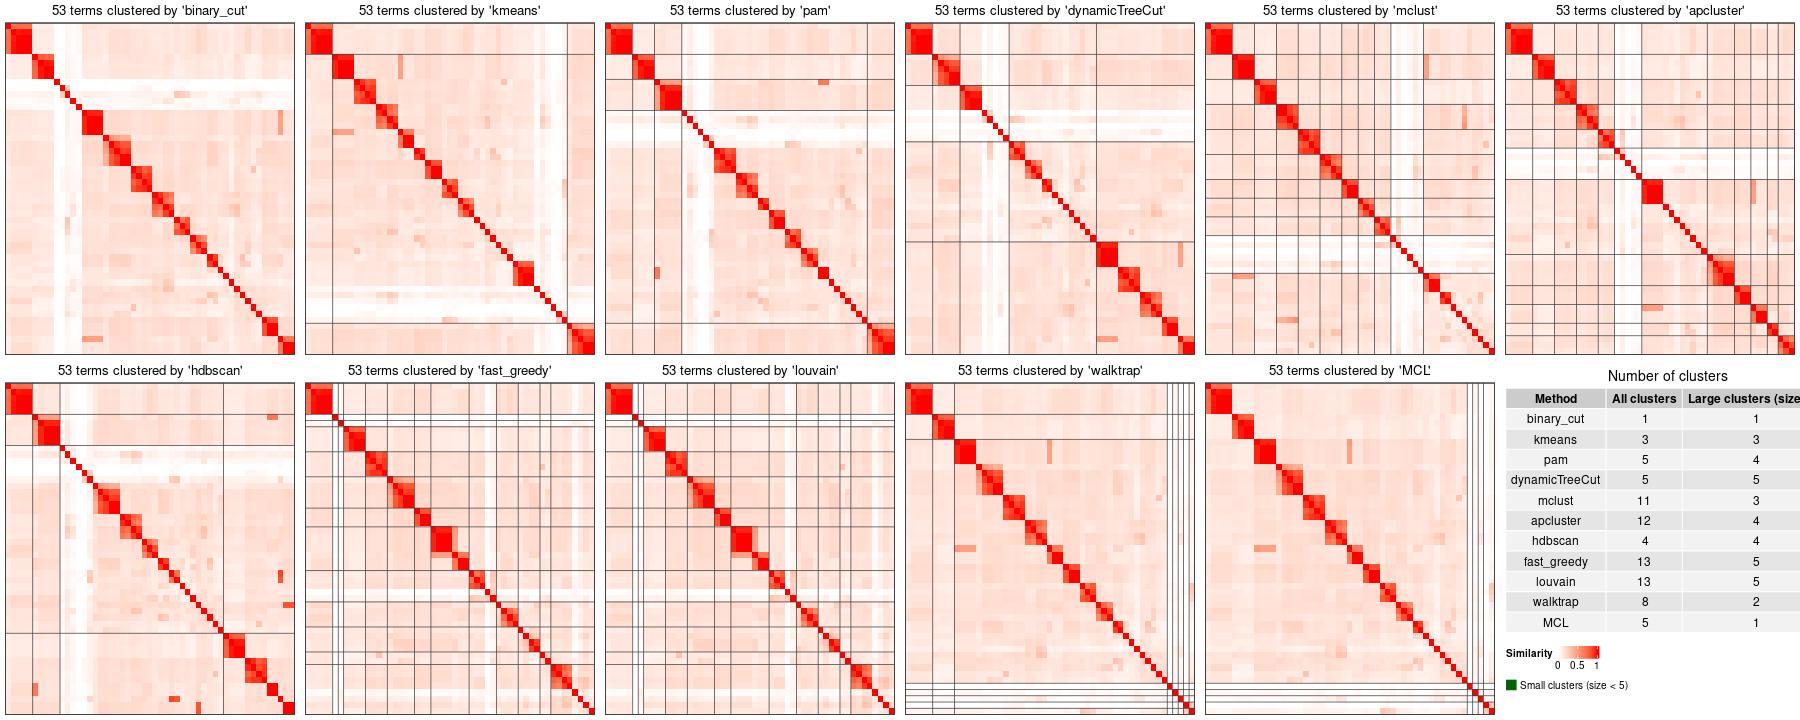 53 terms clustered by 'binary_cut'
53 terms clustered by 'kmeans'
53 terms clustered by 'pam'
53 terms clustered by 'dynamicTreeCut'
53 terms clustered by 'mclust'
53 terms clustered by 'apcluster'
53 terms clustered by 'hdbscan'
53 terms clustered by 'fast_greedy'
53 terms clustered by 'louvain'
53 terms clustered by 'walktrap'
53 terms clustered by 'MCL'
Number of clusters
Method All clusters Large clusters (size
binary_cut 1 1
kmeans 3 3
pam 5 4
dynamicTreeCut 5 5
mclust 11 3
apcluster 12 4
hdbscan 4 4
fast_greedy 13 5
louvain 13 5
walktrap 8 2
MCL 5 1
Similarity
0 0.5 1
Small clusters (size < 5)